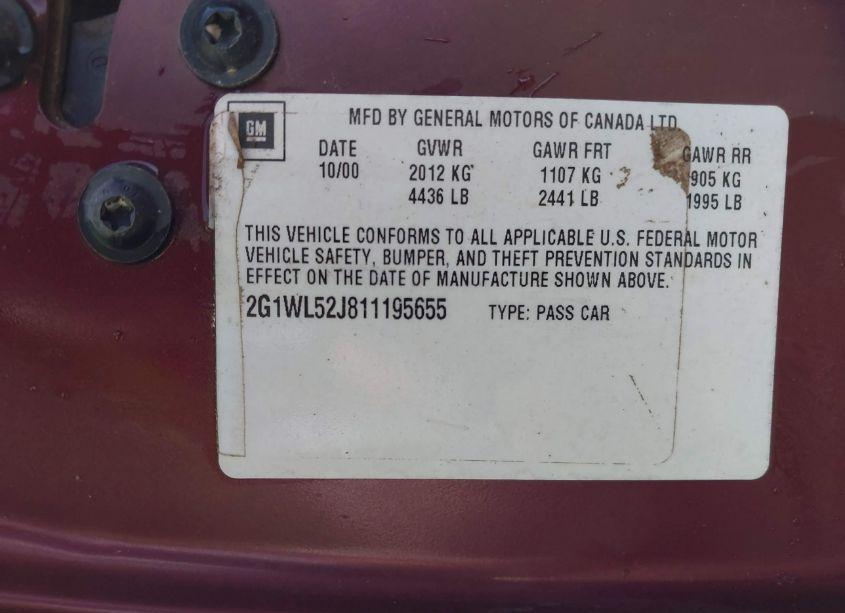 GM
MFD BY GENERAL MOTORS OF CANADA LTD
DATE GVWR GAWR FRT GAWR RR
10/00 2012 KG 1107 KG 905 KG
4436 LB 2441 LB 1995 LB
THIS VEHICLE CONFORMS TO ALL APPLICABLE U.S. FEDERAL MOTOR
VEHICLE SAFETY, BUMPER, AND THEFT PREVENTION STANDARDS IN
EFFECT ON THE DATE OF MANUFACTURE SHOWN ABOVE.
2G1WL52J811195655 TYPE: PASS CAR